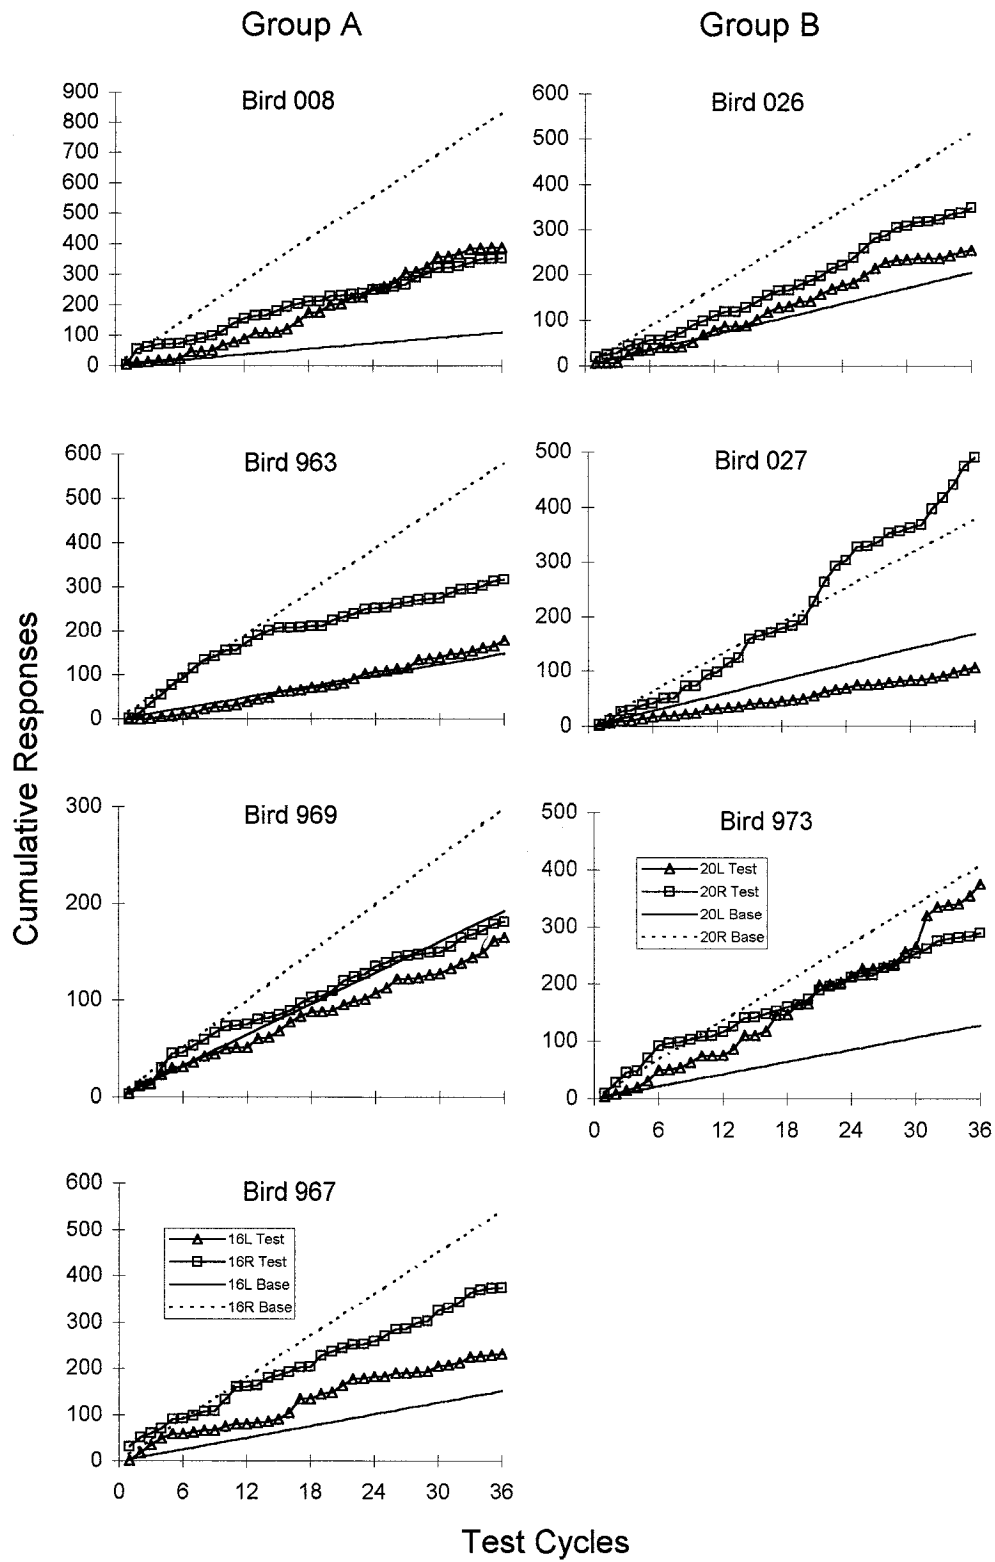 Group A
Group B
Cumulative Responses
Bird 008
900
800
700
600
500
400
300
200
100
0
Bird 026
600
500
400
300
200
100
0
Bird 963
600
500
400
300
200
100
0
Bird 027
500
400
300
200
100
0
Bird 969
300
200
100
0
Bird 973
500
400
300
200
100
0
20L Test
20R Test
20L Base
20R Base
0 6 12 18 24 30 36
Bird 967
600
500
400
300
200
100
0
16L Test
16R Test
16L Base
16R Base
0 6 12 18 24 30 36
Test Cycles